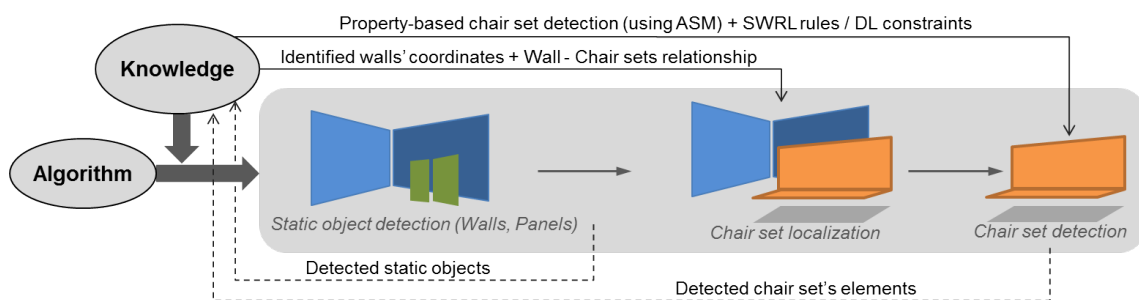 Property-based chair set detection (using ASM) + SWRL rules / DL constraints
Identified walls' coordinates + Wall - Chair sets relationship
Knowledge
Algorithm
Static object detection (Walls, Panels)
Chair set localization
Chair set detection
Detected static objects
Detected chair set's elements